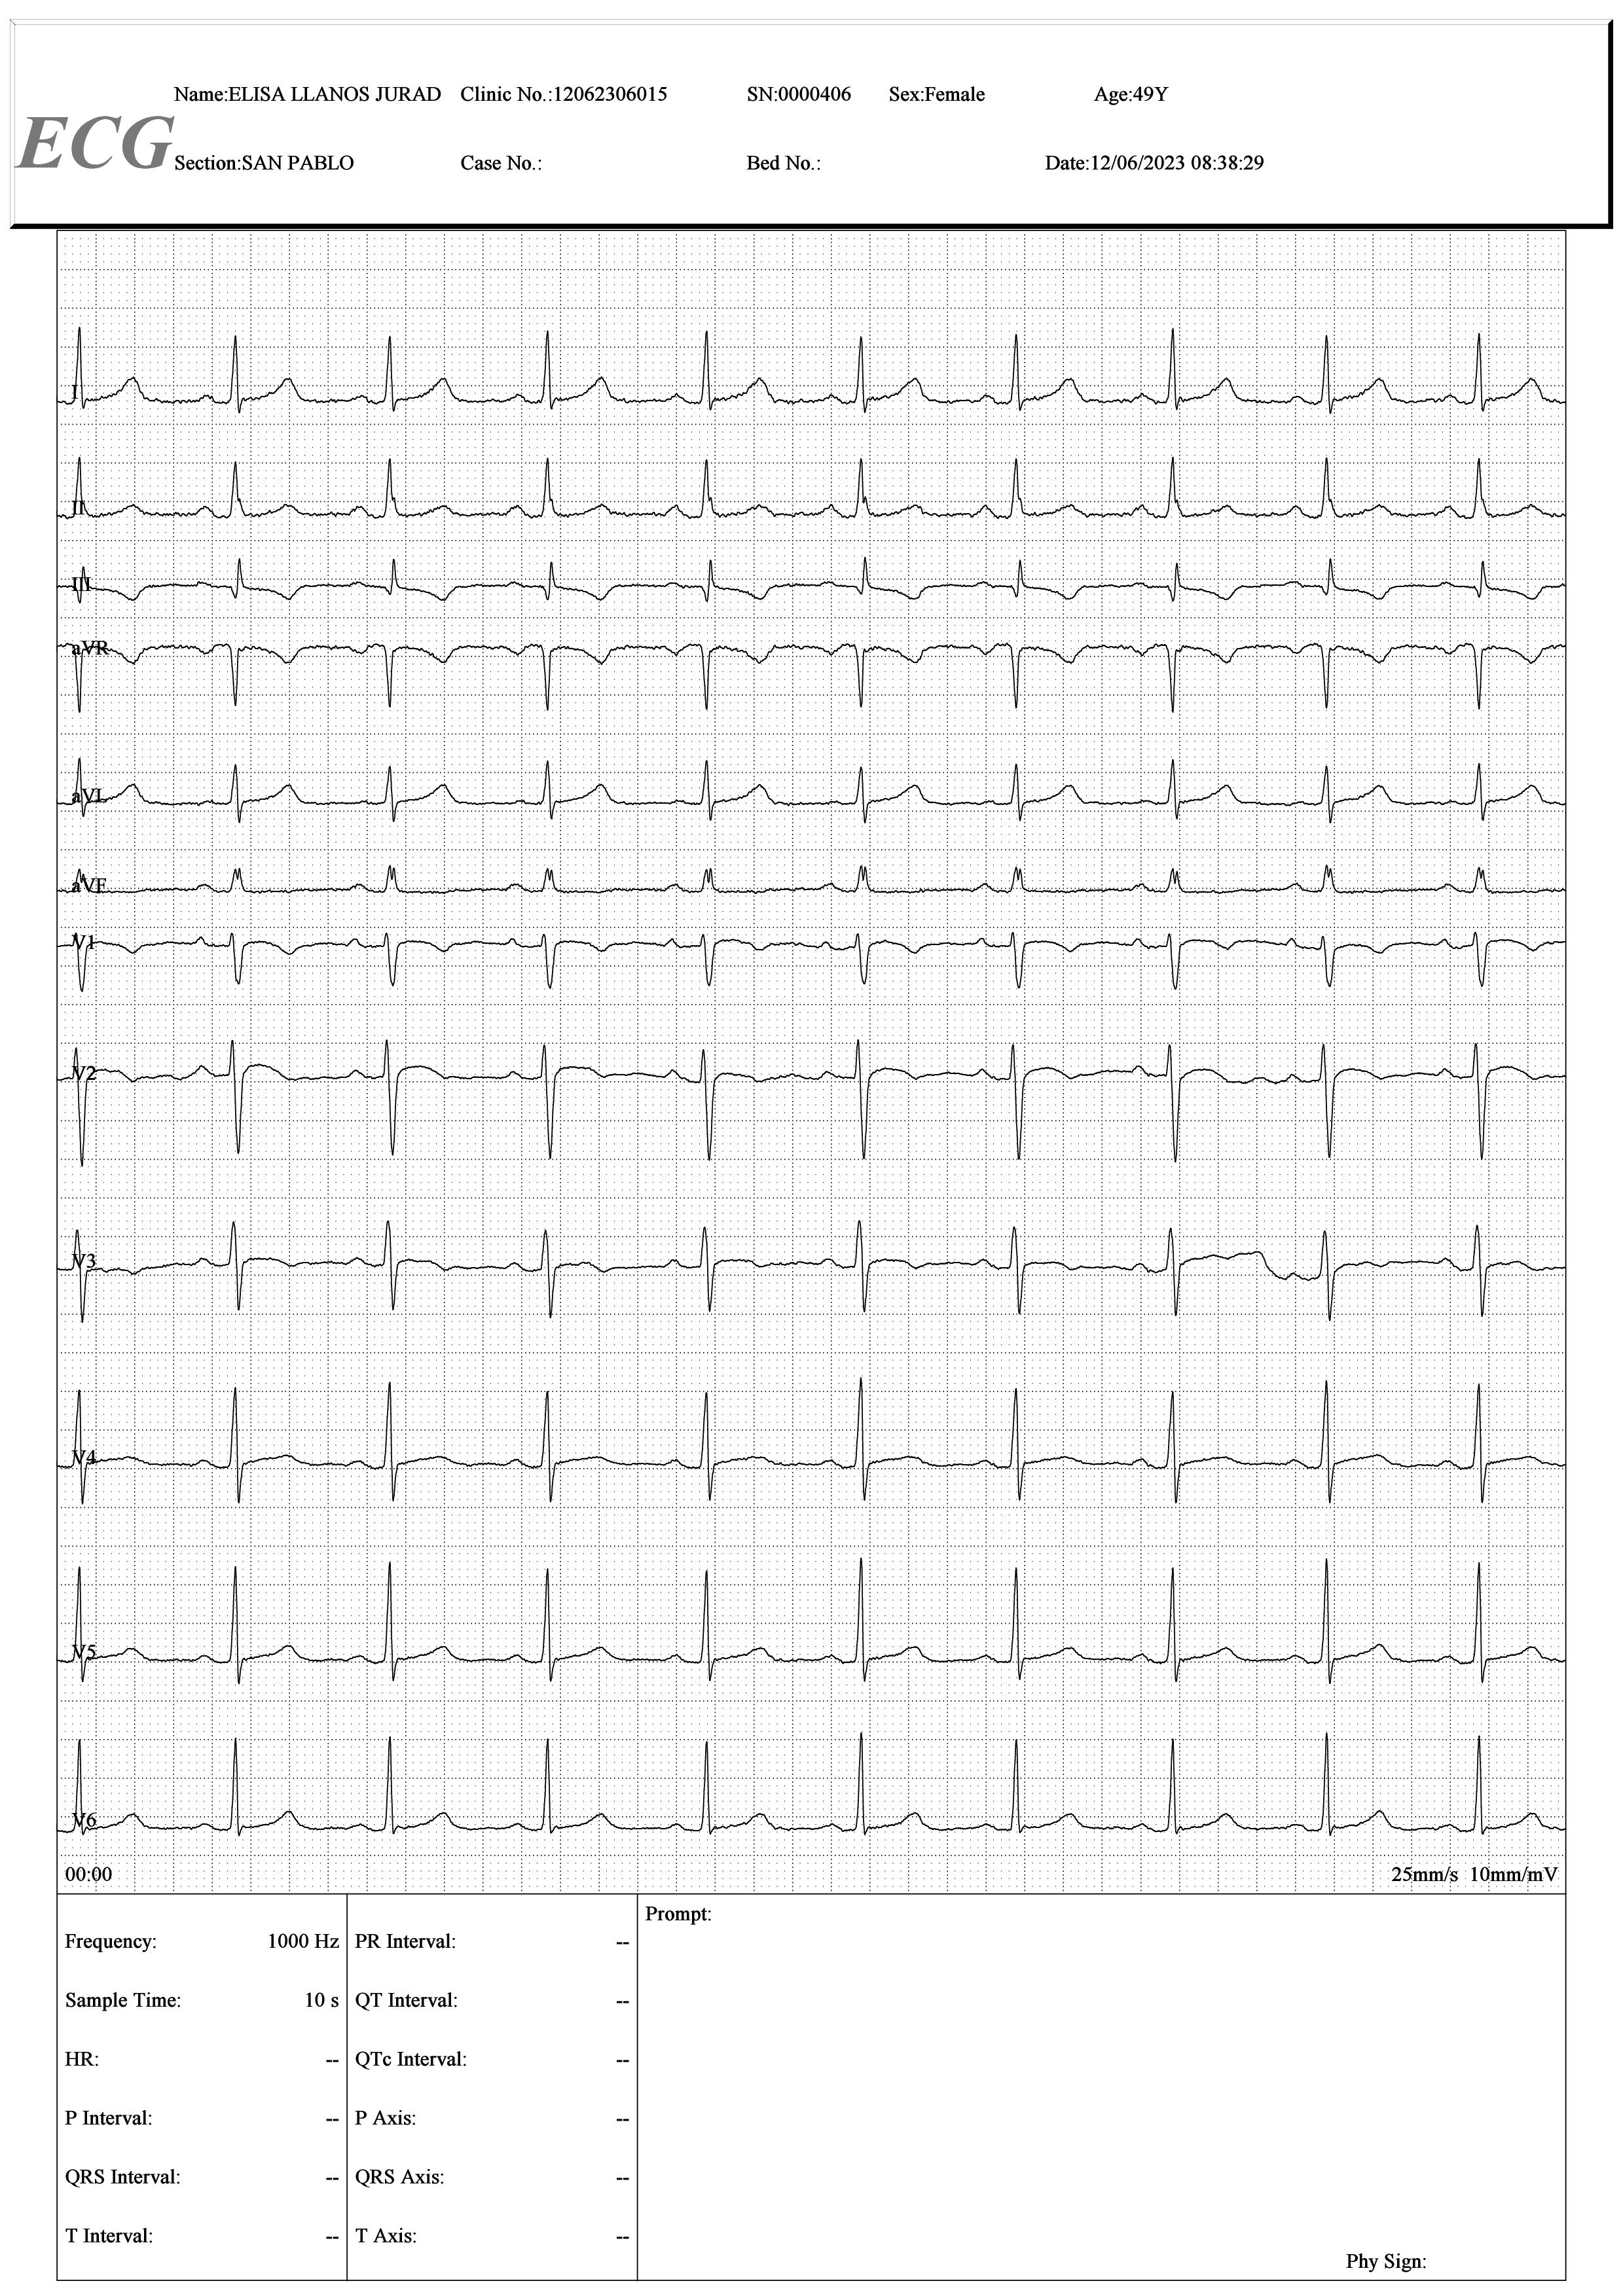 ECG
Name:ELISA LLANOS JURAD Clinic No.:12062306015 SN:0000406 Sex:Female Age:49Y
Section:SAN PABLO Case No.: Bed No.: Date:12/06/2023 08:38:29
I
II
III
aVR
aVL
aVF
V1
V2
V3
V4
V5
V6
00:00 25mm/s 10mm/mV
Frequency: 1000 Hz PR Interval: --
Sample Time: 10 s QT Interval: --
HR: -- QTc Interval: --
P Interval: -- P Axis: --
QRS Interval: -- QRS Axis: --
T Interval: -- T Axis: --
Prompt:
Phy Sign: